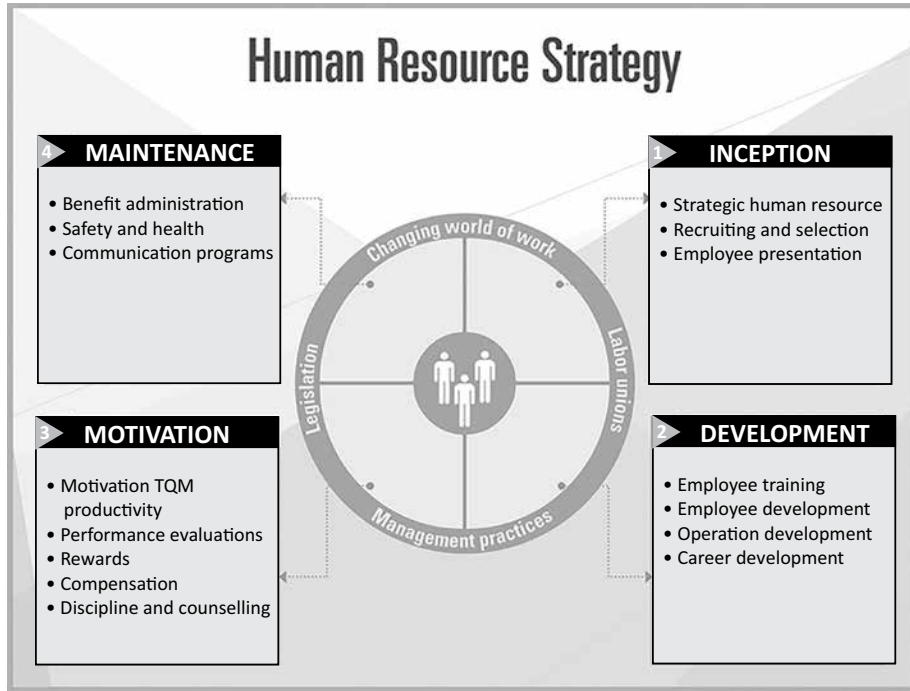 Human Resource Strategy
4 MAINTENANCE
• Benefit administration
• Safety and health
• Communication programs
1 INCEPTION
• Strategic human resource
• Recruiting and selection
• Employee presentation
Changing world of work
Labor unions
Management practices
Legislation
3 MOTIVATION
• Motivation TQM
productivity
• Performance evaluations
• Rewards
• Compensation
• Discipline and counselling
2 DEVELOPMENT
• Employee training
• Employee development
• Operation development
• Career development